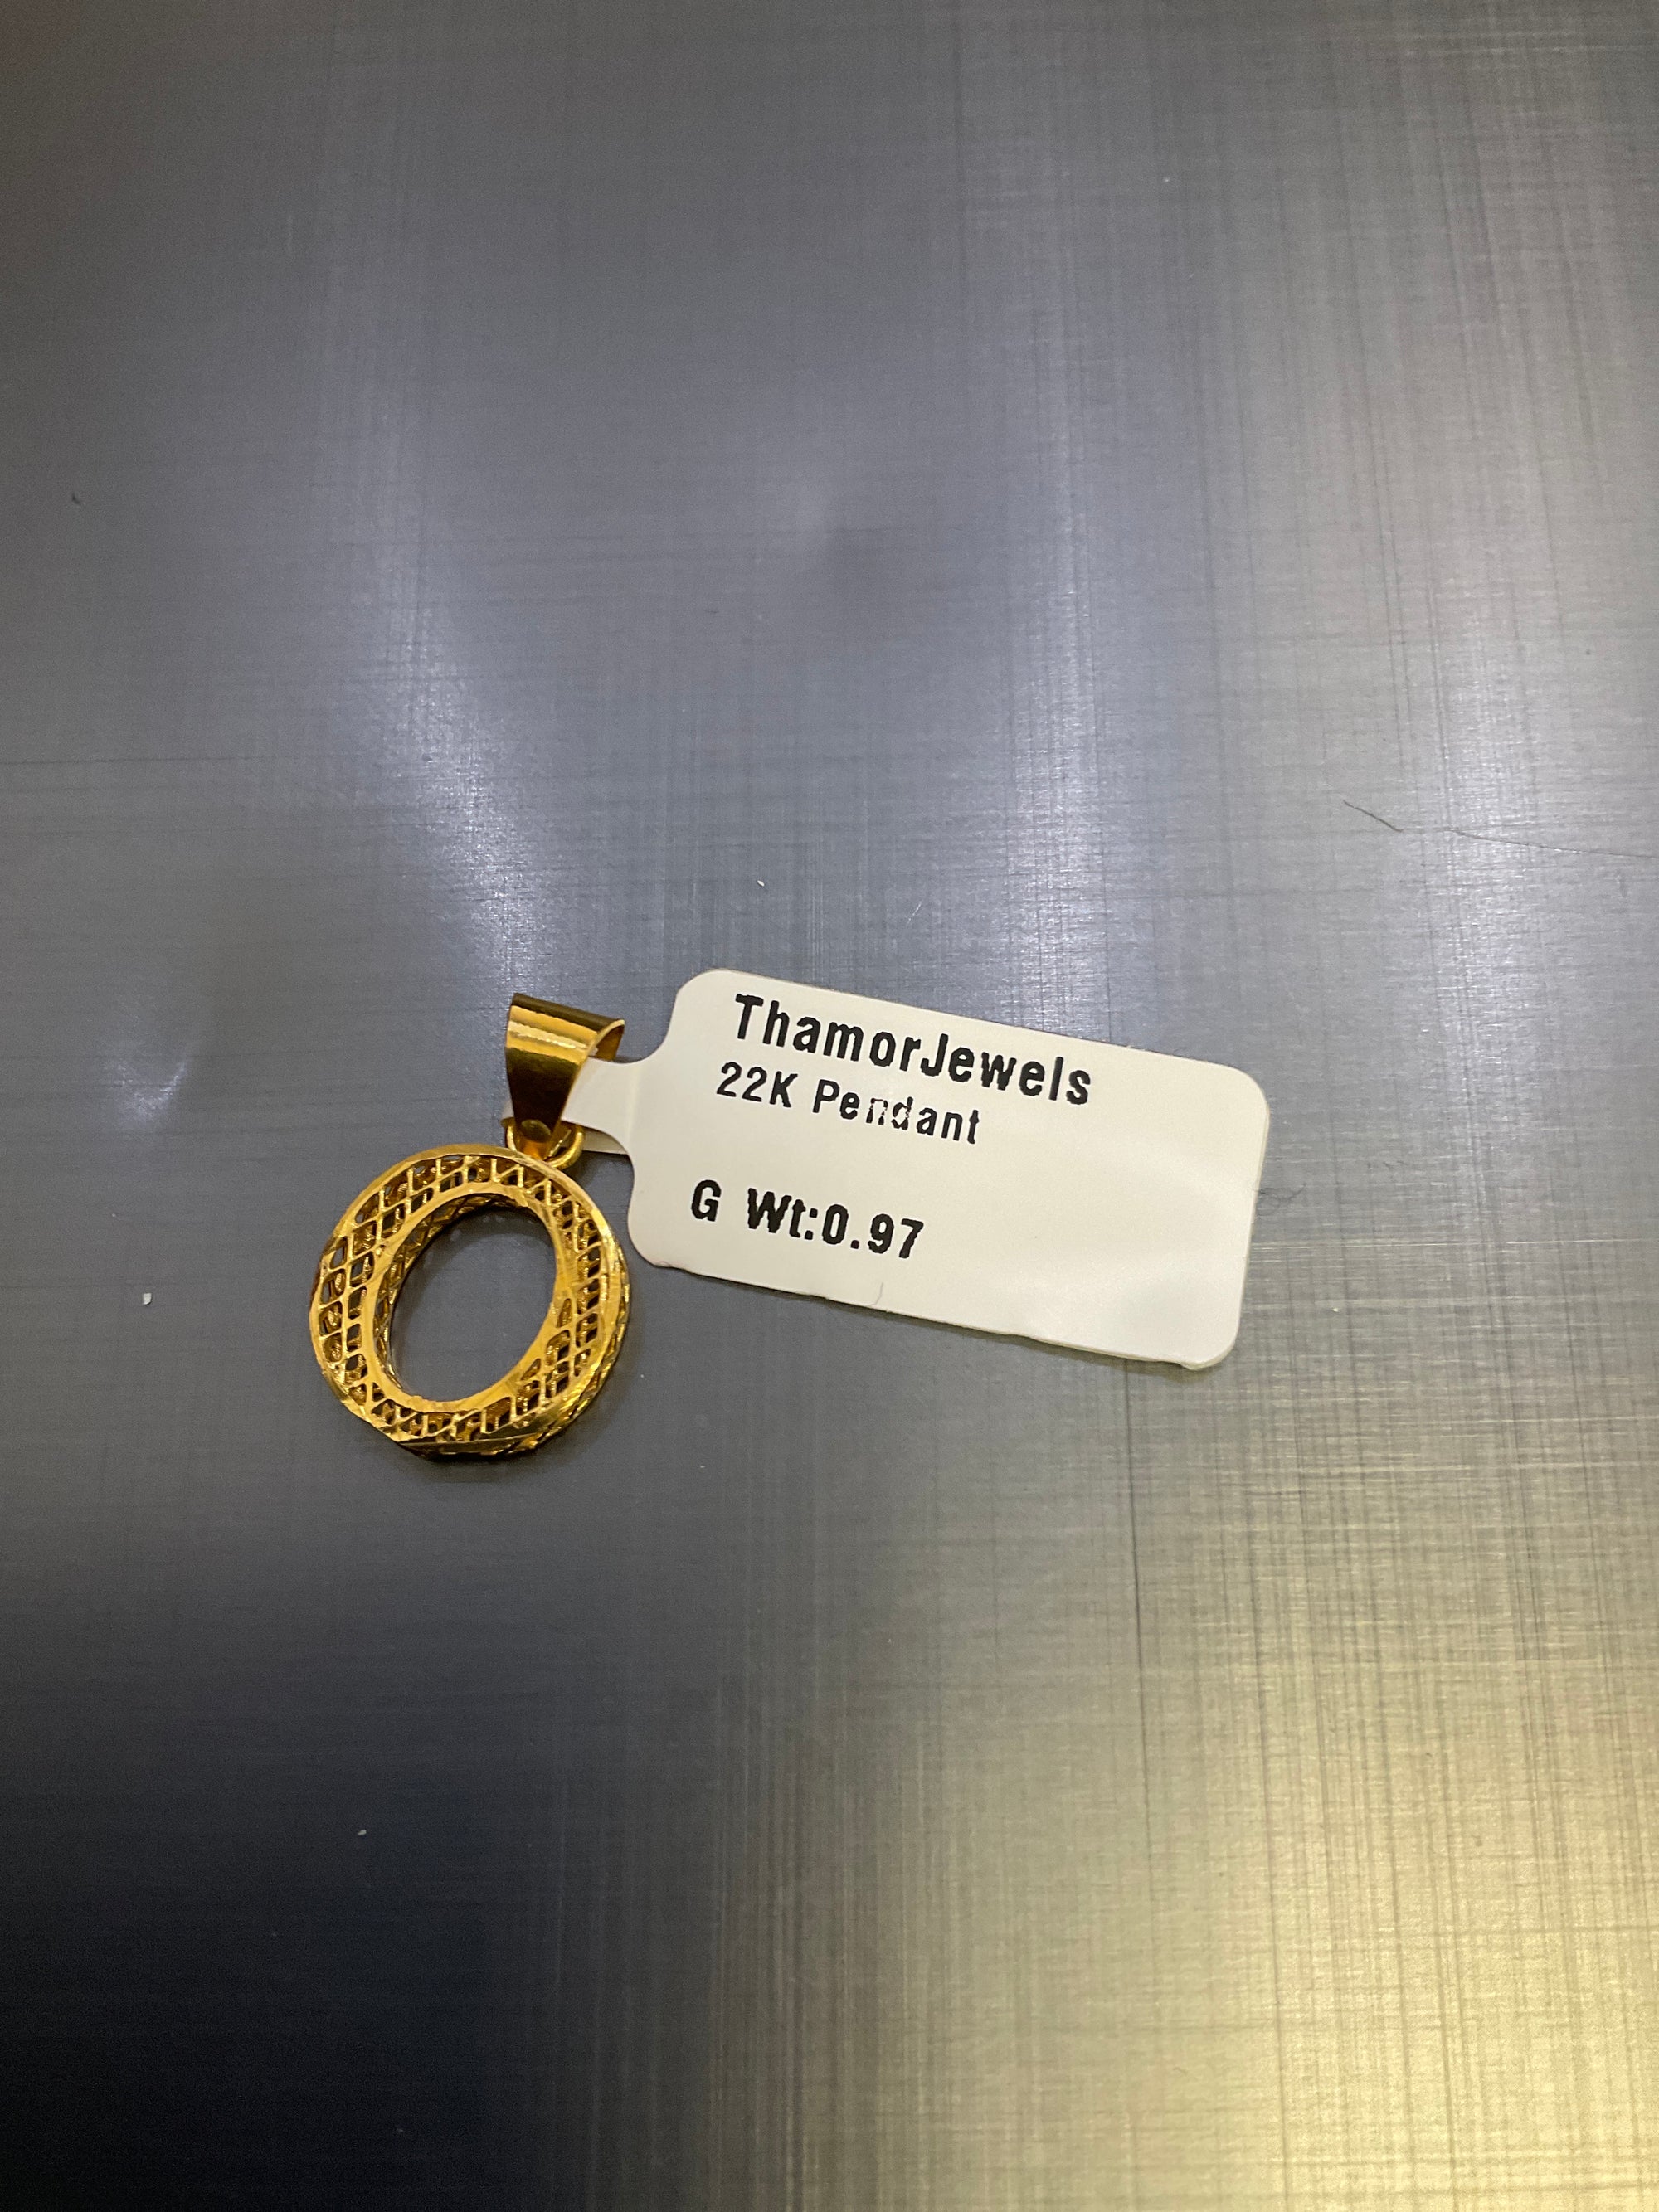 ThamorJewels
22K Pendant
G Wt:0.97